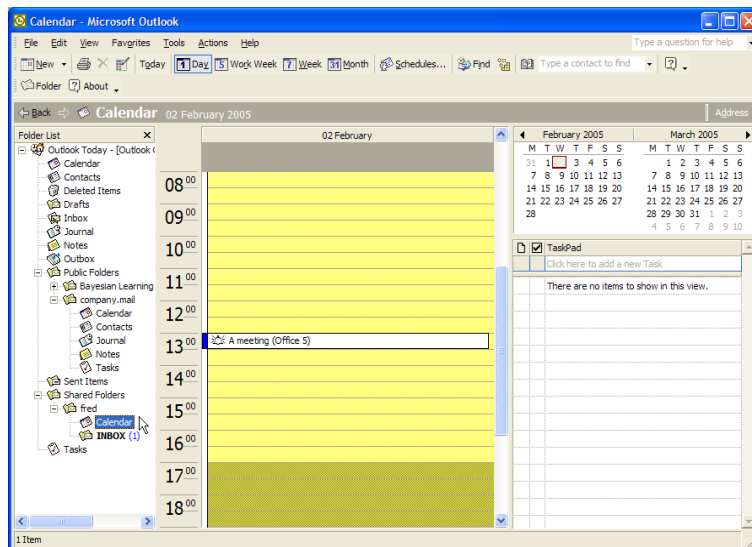 Calendar - Microsoft Outlook
File Edit View Favorites Tools Actions Help Type a question for help
New Today 1 Day 5 Work Week 7 Week 31 Month Schedules... Find Type a contact to find
Folder About
Back Calendar 02 February 2005 Address
Folder List
Outlook Today - [Outlook
Calendar
Contacts
Deleted Items
Drafts
Inbox
Journal
Notes
Outbox
Public Folders
Bayesian Learning
company.mail
Calendar
Contacts
Journal
Notes
Tasks
Sent Items
Shared Folders
fred
Calendar
INBOX (1)
Tasks
02 February
08 00
09 00
10 00
11 00
12 00
13 00 A meeting (Office 5)
14 00
15 00
16 00
17 00
18 00
February 2005
M T W T F S S
31 1 3 4 5 6
7 8 9 10 11 12 13
14 15 16 17 18 19 20
21 22 23 24 25 26 27
28
March 2005
M T W T F S S
1 2 3 4 5 6
7 8 9 10 11 12 13
14 15 16 17 18 19 20
21 22 23 24 25 26 27
28 29 30 31 1 2 3
4 5 6 7 8 9 10
TaskPad
Click here to add a new Task
There are no items to show in this view.
1 Item